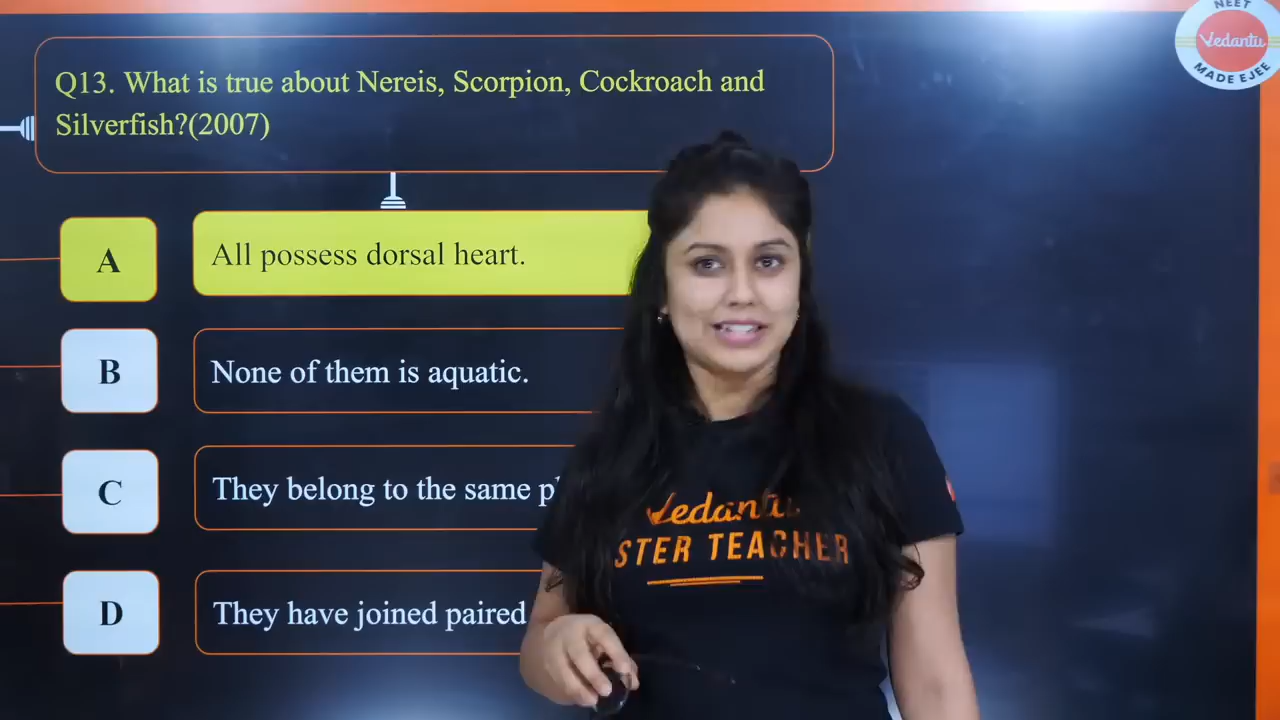 NEET
Vedantu
MADE EJEE
Q13. What is true about Nereis, Scorpion, Cockroach and
Silverfish?(2007)
A
All possess dorsal heart.
B
None of them is aquatic.
C
They belong to the same
D
They have joined paired
Vedantu
STER TEACHER